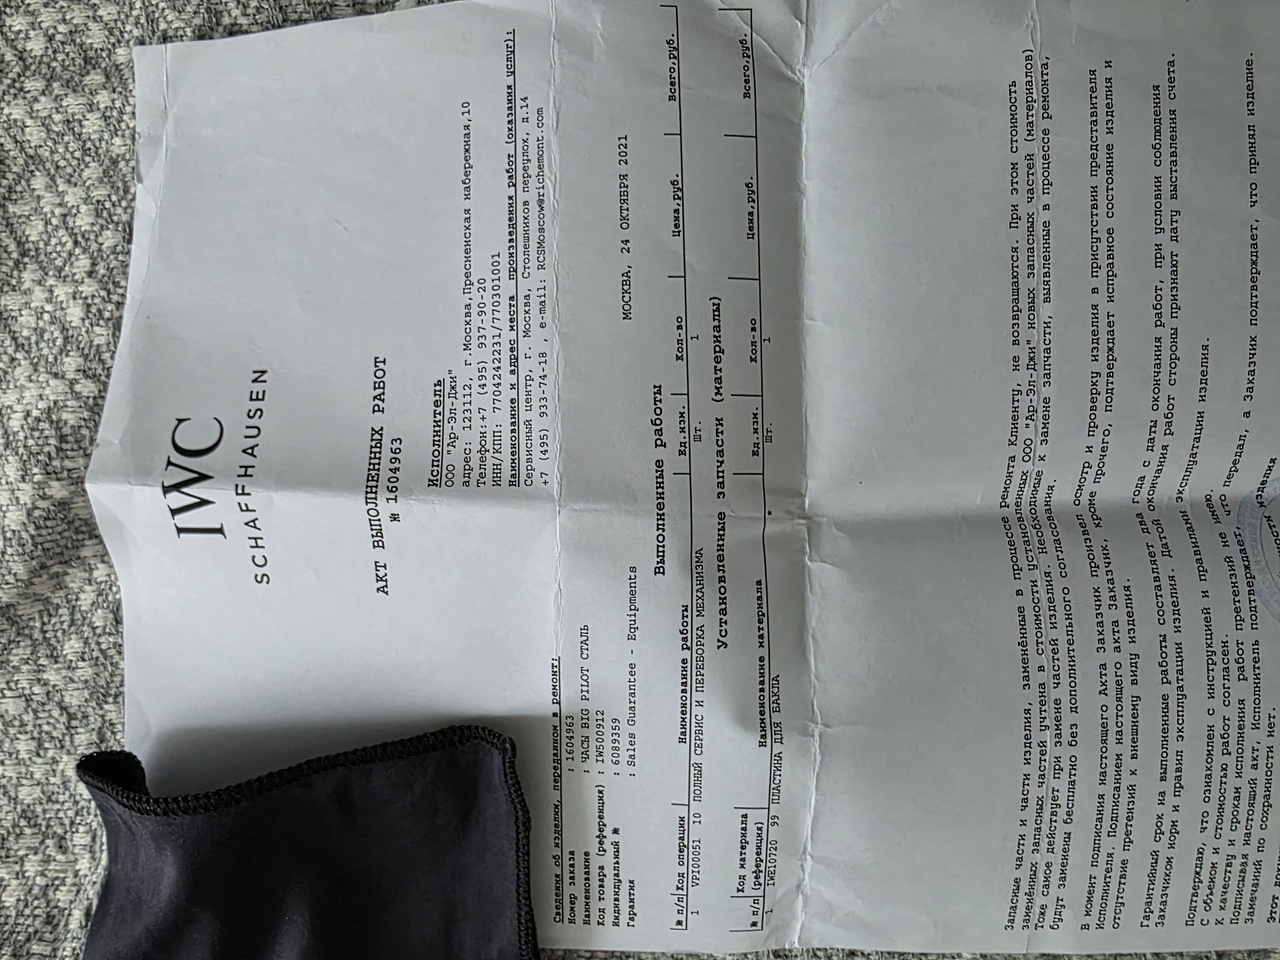 IWC
SCHAFFHAUSEN
АКТ ВЫПОЛНЕННЫХ РАБОТ
№ 1604963
Исполнитель
ООО "Ар-Эл-Джи"
адрес: 123112, г.Москва,Пресненская набережная,10
Телефон:+7 (495) 937-90-20
ИНН/КПП: 7704242231/770301001
Наименование и адрес места произведения работ (оказания услуг):
Сервисный центр, г. Москва, Столешников переулок, д.14
+7 (495) 933-74-18 , e-mail: RCSMoscow@richemont.com
Сведения об изделии, переданном в ремонт:
Номер заказа : 1604963
Наименование : ЧАСЫ BIG PILOT СТАЛЬ
Код товара (референция) : IW500912
Индивидуальный № : 6089359
Гарантия : Sales Guarantee - Equipments
МОСКВА, 24 ОКТЯБРЯ 2021
Выполненные работы
№ п/п Код операции Наименование работы Ед.изм. Кол-во Цена,руб. Всего,руб.
1 VPI00051 10 ПОЛНЫЙ СЕРВИС И ПЕРЕБОРКА МЕХАНИЗМА Шт. 1
Установленные запчасти (материалы)
№ п/п Код материала (референция) Наименование материала Ед.изм. Кол-во Цена,руб. Всего,руб.
1 IWE10720 99 ПЛАСТИНА ДЛЯ БАКЛА Шт. 1
Запасные части и части изделия, заменённые в процессе ремонта Клиенту, не возвращаются. При этом стоимость
заменённых запасных частей учтена в стоимости установленных ООО "Ар-Эл-Джи" новых запасных частей (материалов)
Тоже самое действует при замене частей изделия. Необходимые к замене запчасти, выявленные в процессе ремонта,
будут заменены бесплатно без дополнительного согласования.
В момент подписания настоящего Акта Заказчик произвел осмотр и проверку изделия в присутствии представителя
Исполнителя. Подписанием настоящего акта Заказчик, кроме прочего, подтверждает исправное состояние изделия и
отсутствие претензий к внешнему виду изделия.
Гарантийный срок на выполненные работы составляет два года с даты окончания работ, при условии соблюдения
Заказчиком норм и правил эксплуатации изделия. Датой окончания работ стороны признают дату выставления счета.
Подтверждаю, что ознакомлен с инструкцией и правилами эксплуатации изделия.
С объемом и стоимостью работ согласен.
К качеству и срокам исполнения работ претензий не имею.
Подписывая настоящий акт, Исполнитель подтверждает, что передал, а Заказчик подтверждает, что принял изделие.
Замечаний по сохранности нет.
изделия